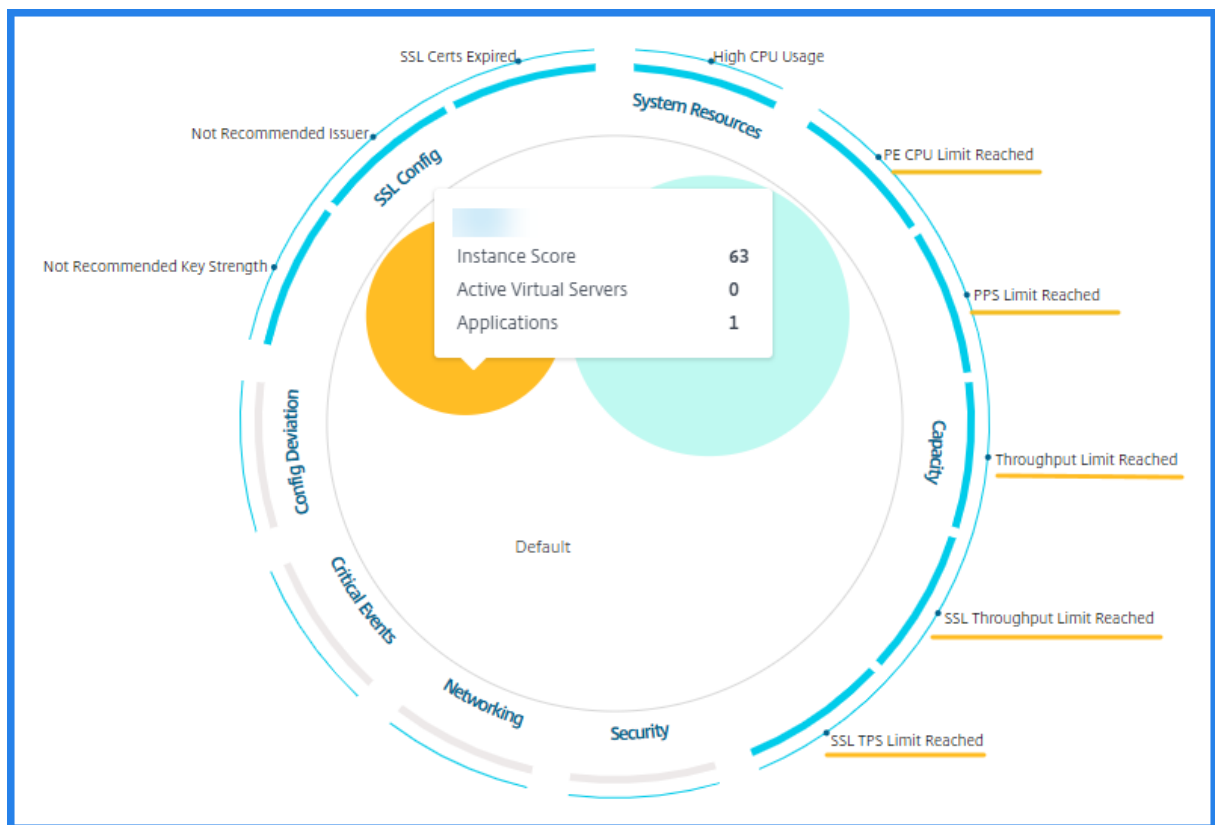 SSL Certs Expired
High CPU Usage
System Resources
Not Recommended Issuer
PE CPU Limit Reached
SSL Config
Not Recommended Key Strength
Instance Score 63
Active Virtual Servers 0
Applications 1
PPS Limit Reached
Config Deviation
Capacity
Throughput Limit Reached
Default
Critical Events
SSL Throughput Limit Reached
Networking
Security
SSL TPS Limit Reached